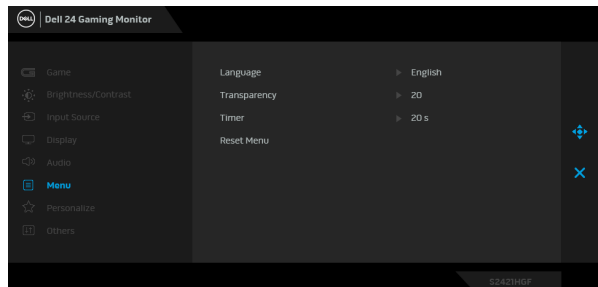 DELL Dell 24 Gaming Monitor
Game
Brightness/Contrast
Input Source
Display
Audio
Menu
Personalize
Others
Language English
Transparency 20
Timer 20 s
Reset Menu
S2421HGF